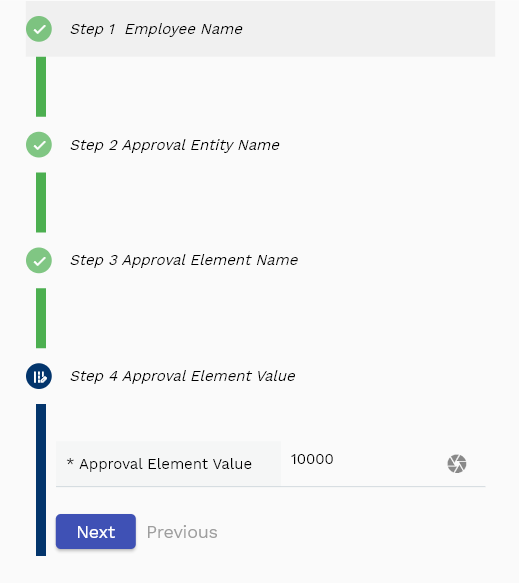 Step 1 Employee Name
Step 2 Approval Entity Name
Step 3 Approval Element Name
Step 4 Approval Element Value
* Approval Element Value 10000
Next Previous